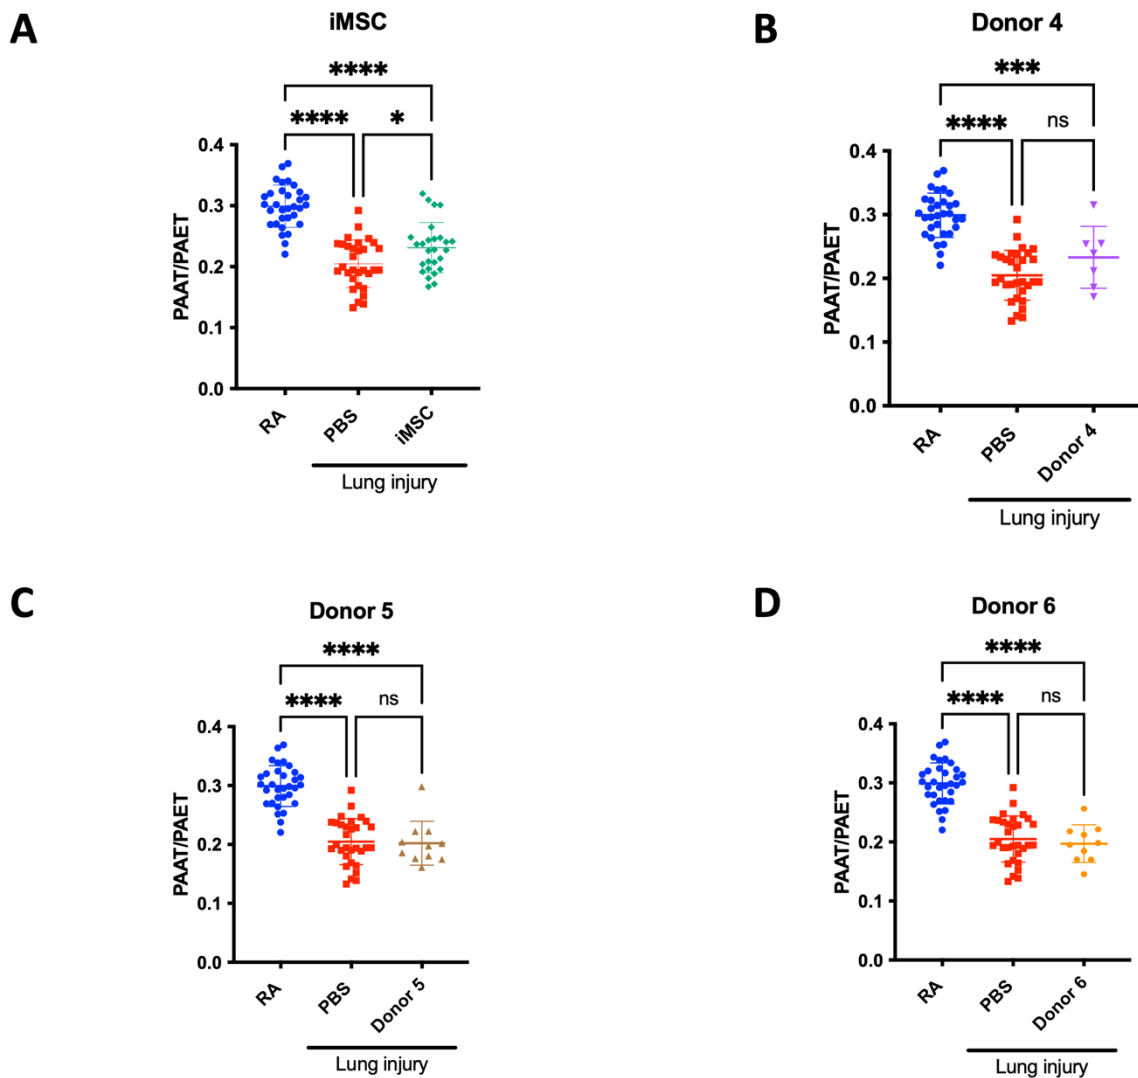 A
iMSC
****
**** *
0.4
0.3
0.2
0.1
0.0
PAAT/PAET
RA
PBS
iMSC
Lung injury
B
Donor 4
***
**** ns
0.4
0.3
0.2
0.1
0.0
PAAT/PAET
RA
PBS
Donor 4
Lung injury
C
Donor 5
****
**** ns
0.4
0.3
0.2
0.1
0.0
PAAT/PAET
RA
PBS
Donor 5
Lung injury
D
Donor 6
****
**** ns
0.4
0.3
0.2
0.1
0.0
PAAT/PAET
RA
PBS
Donor 6
Lung injury